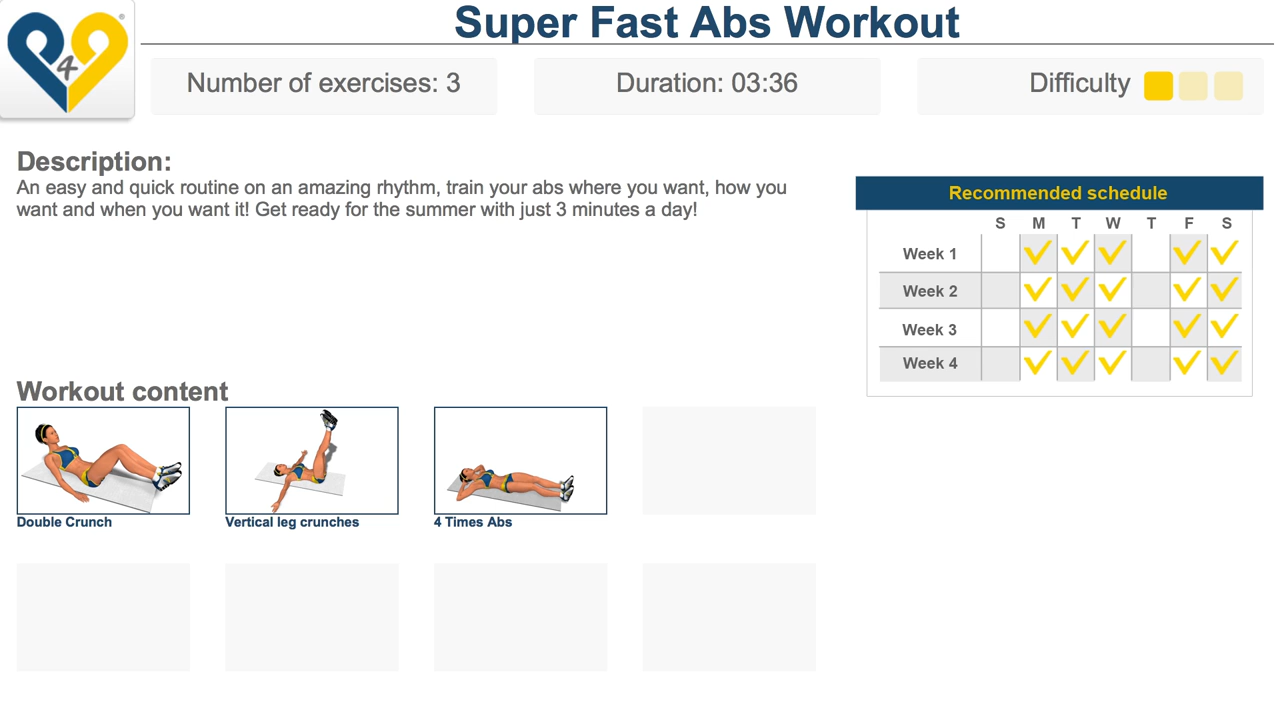 4
®
Super Fast Abs Workout
Number of exercises: 3
Duration: 03:36
Difficulty
Description:
An easy and quick routine on an amazing rhythm, train your abs where you want, how you
want and when you want it! Get ready for the summer with just 3 minutes a day!
Recommended schedule
S M T W T F S
Week 1
Week 2
Week 3
Week 4
Workout content
Double Crunch
Vertical leg crunches
4 Times Abs